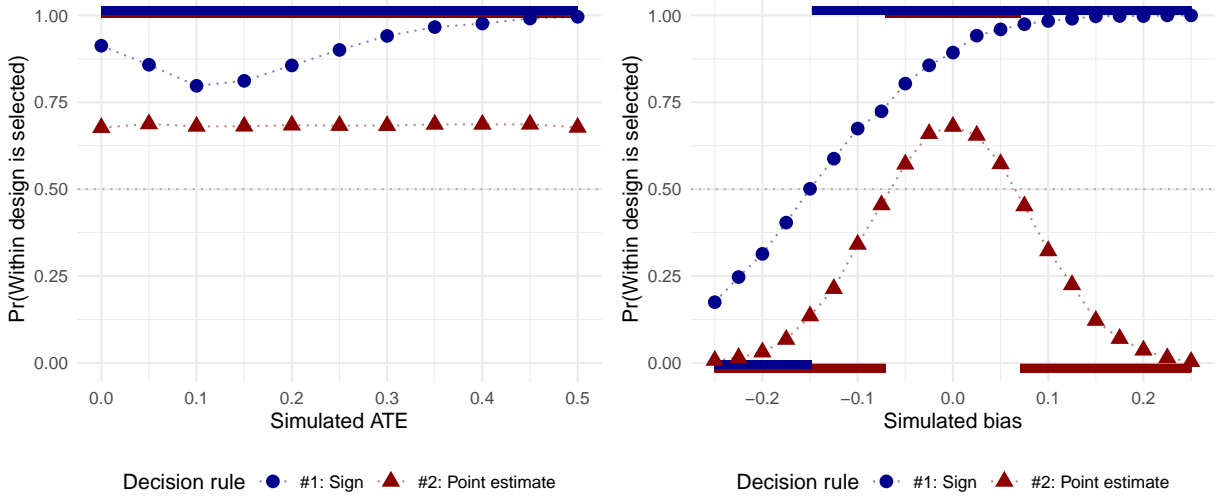 Pr(Within design is selected)
1.00
0.75
0.50
0.25
0.00
0.0 0.1 0.2 0.3 0.4 0.5
Simulated ATE
Decision rule #1: Sign #2: Point estimate
Pr(Within design is selected)
1.00
0.75
0.50
0.25
0.00
−0.2 −0.1 0.0 0.1 0.2
Simulated bias
Decision rule #1: Sign #2: Point estimate